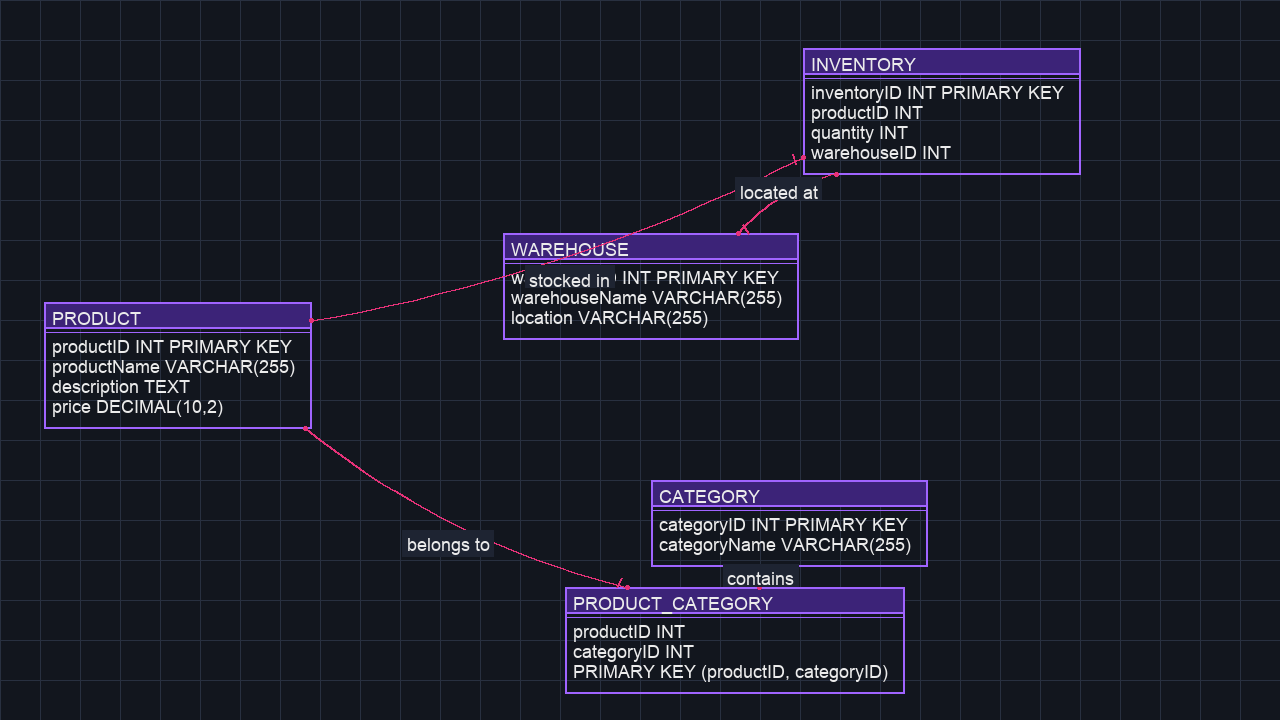 INVENTORY
inventoryID INT PRIMARY KEY
productID INT
quantity INT
warehouseID INT
located at
WAREHOUSE
INT PRIMARY KEY
stocked in
warehouseName VARCHAR(255)
location VARCHAR(255)
PRODUCT
productID INT PRIMARY KEY
productName VARCHAR(255)
description TEXT
price DECIMAL(10,2)
belongs to
CATEGORY
categoryID INT PRIMARY KEY
categoryName VARCHAR(255)
contains
PRODUCT_CATEGORY
productID INT
categoryID INT
PRIMARY KEY (productID, categoryID)